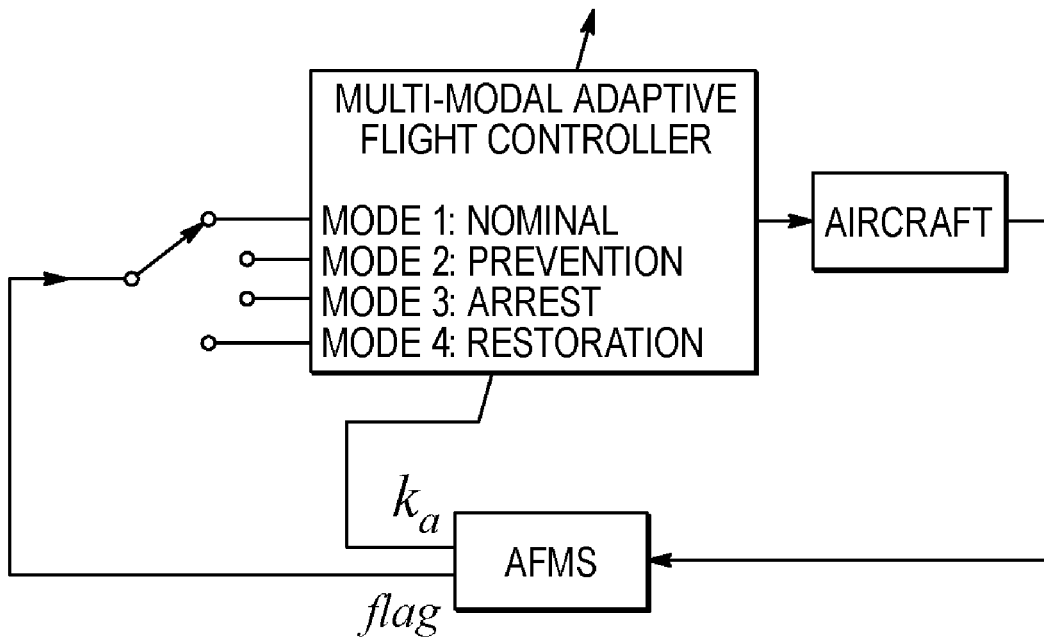 MULTI-MODAL ADAPTIVE
FLIGHT CONTROLLER
MODE 1: NOMINAL
MODE 2: PREVENTION
MODE 3: ARREST
MODE 4: RESTORATION
AIRCRAFT
k_a
AFMS
flag